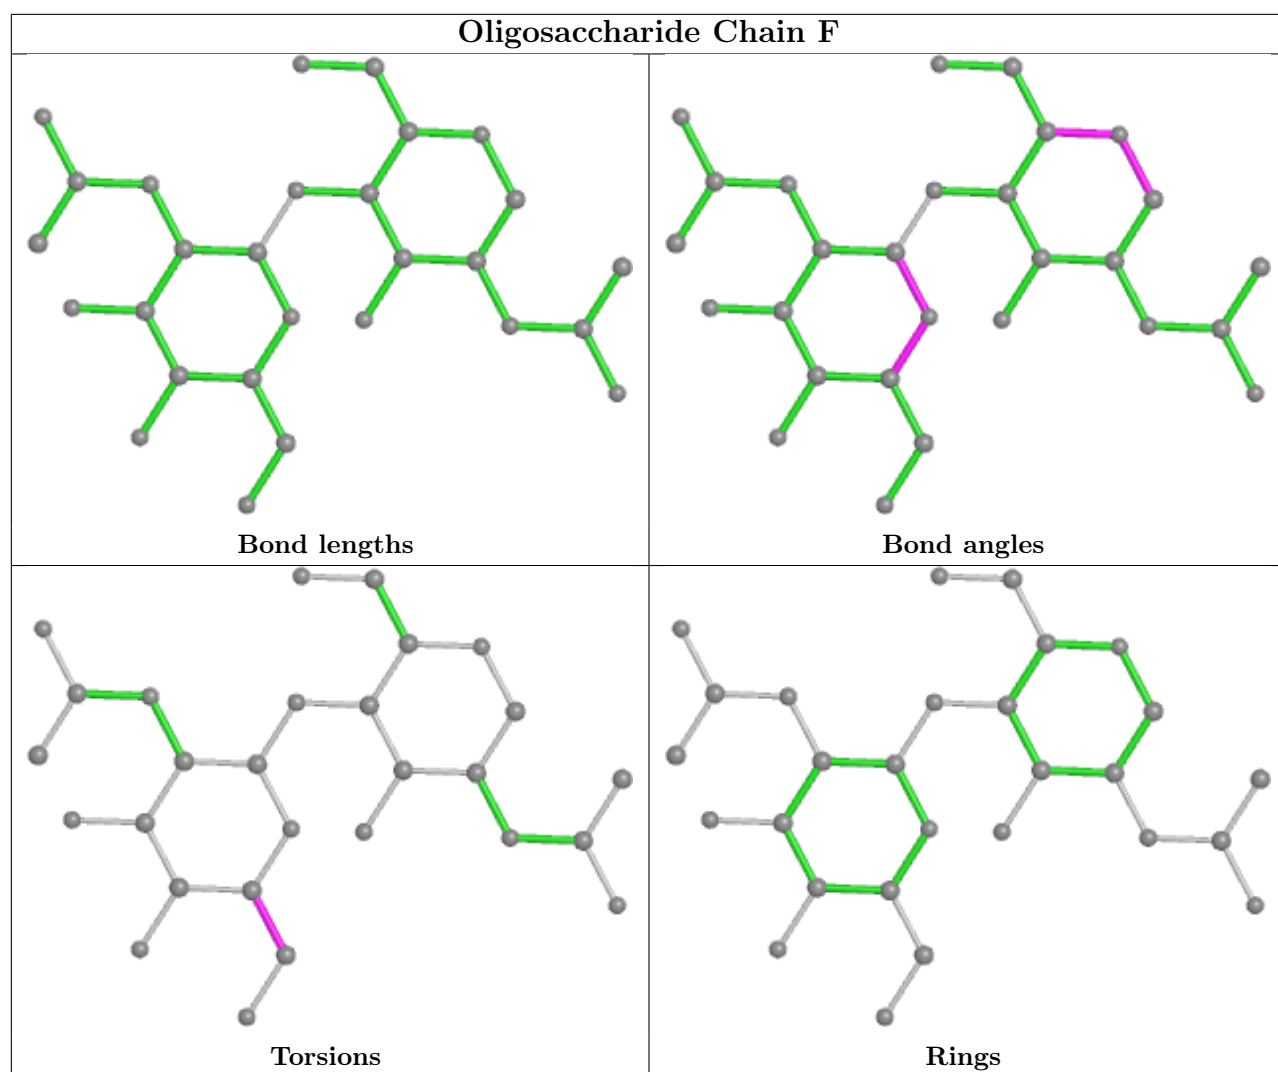 Oligosaccharide Chain F
Bond lengths
Bond angles
Torsions
Rings